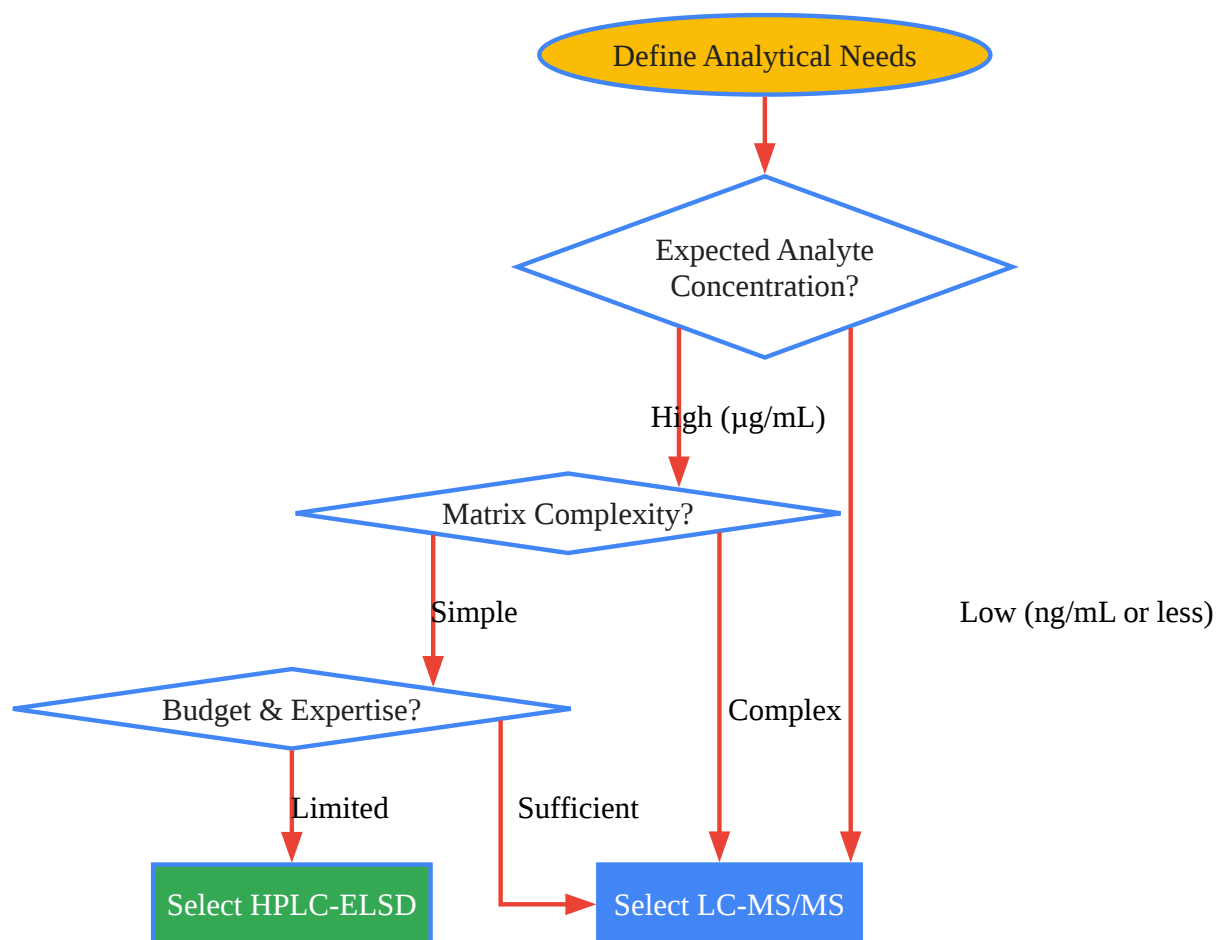 Define Analytical Needs
Expected Analyte
Concentration?
High (µg/mL)
Matrix Complexity?
Simple
Low (ng/mL or less)
Budget & Expertise?
Complex
Limited
Sufficient
Select HPLC-ELSD
Select LC-MS/MS